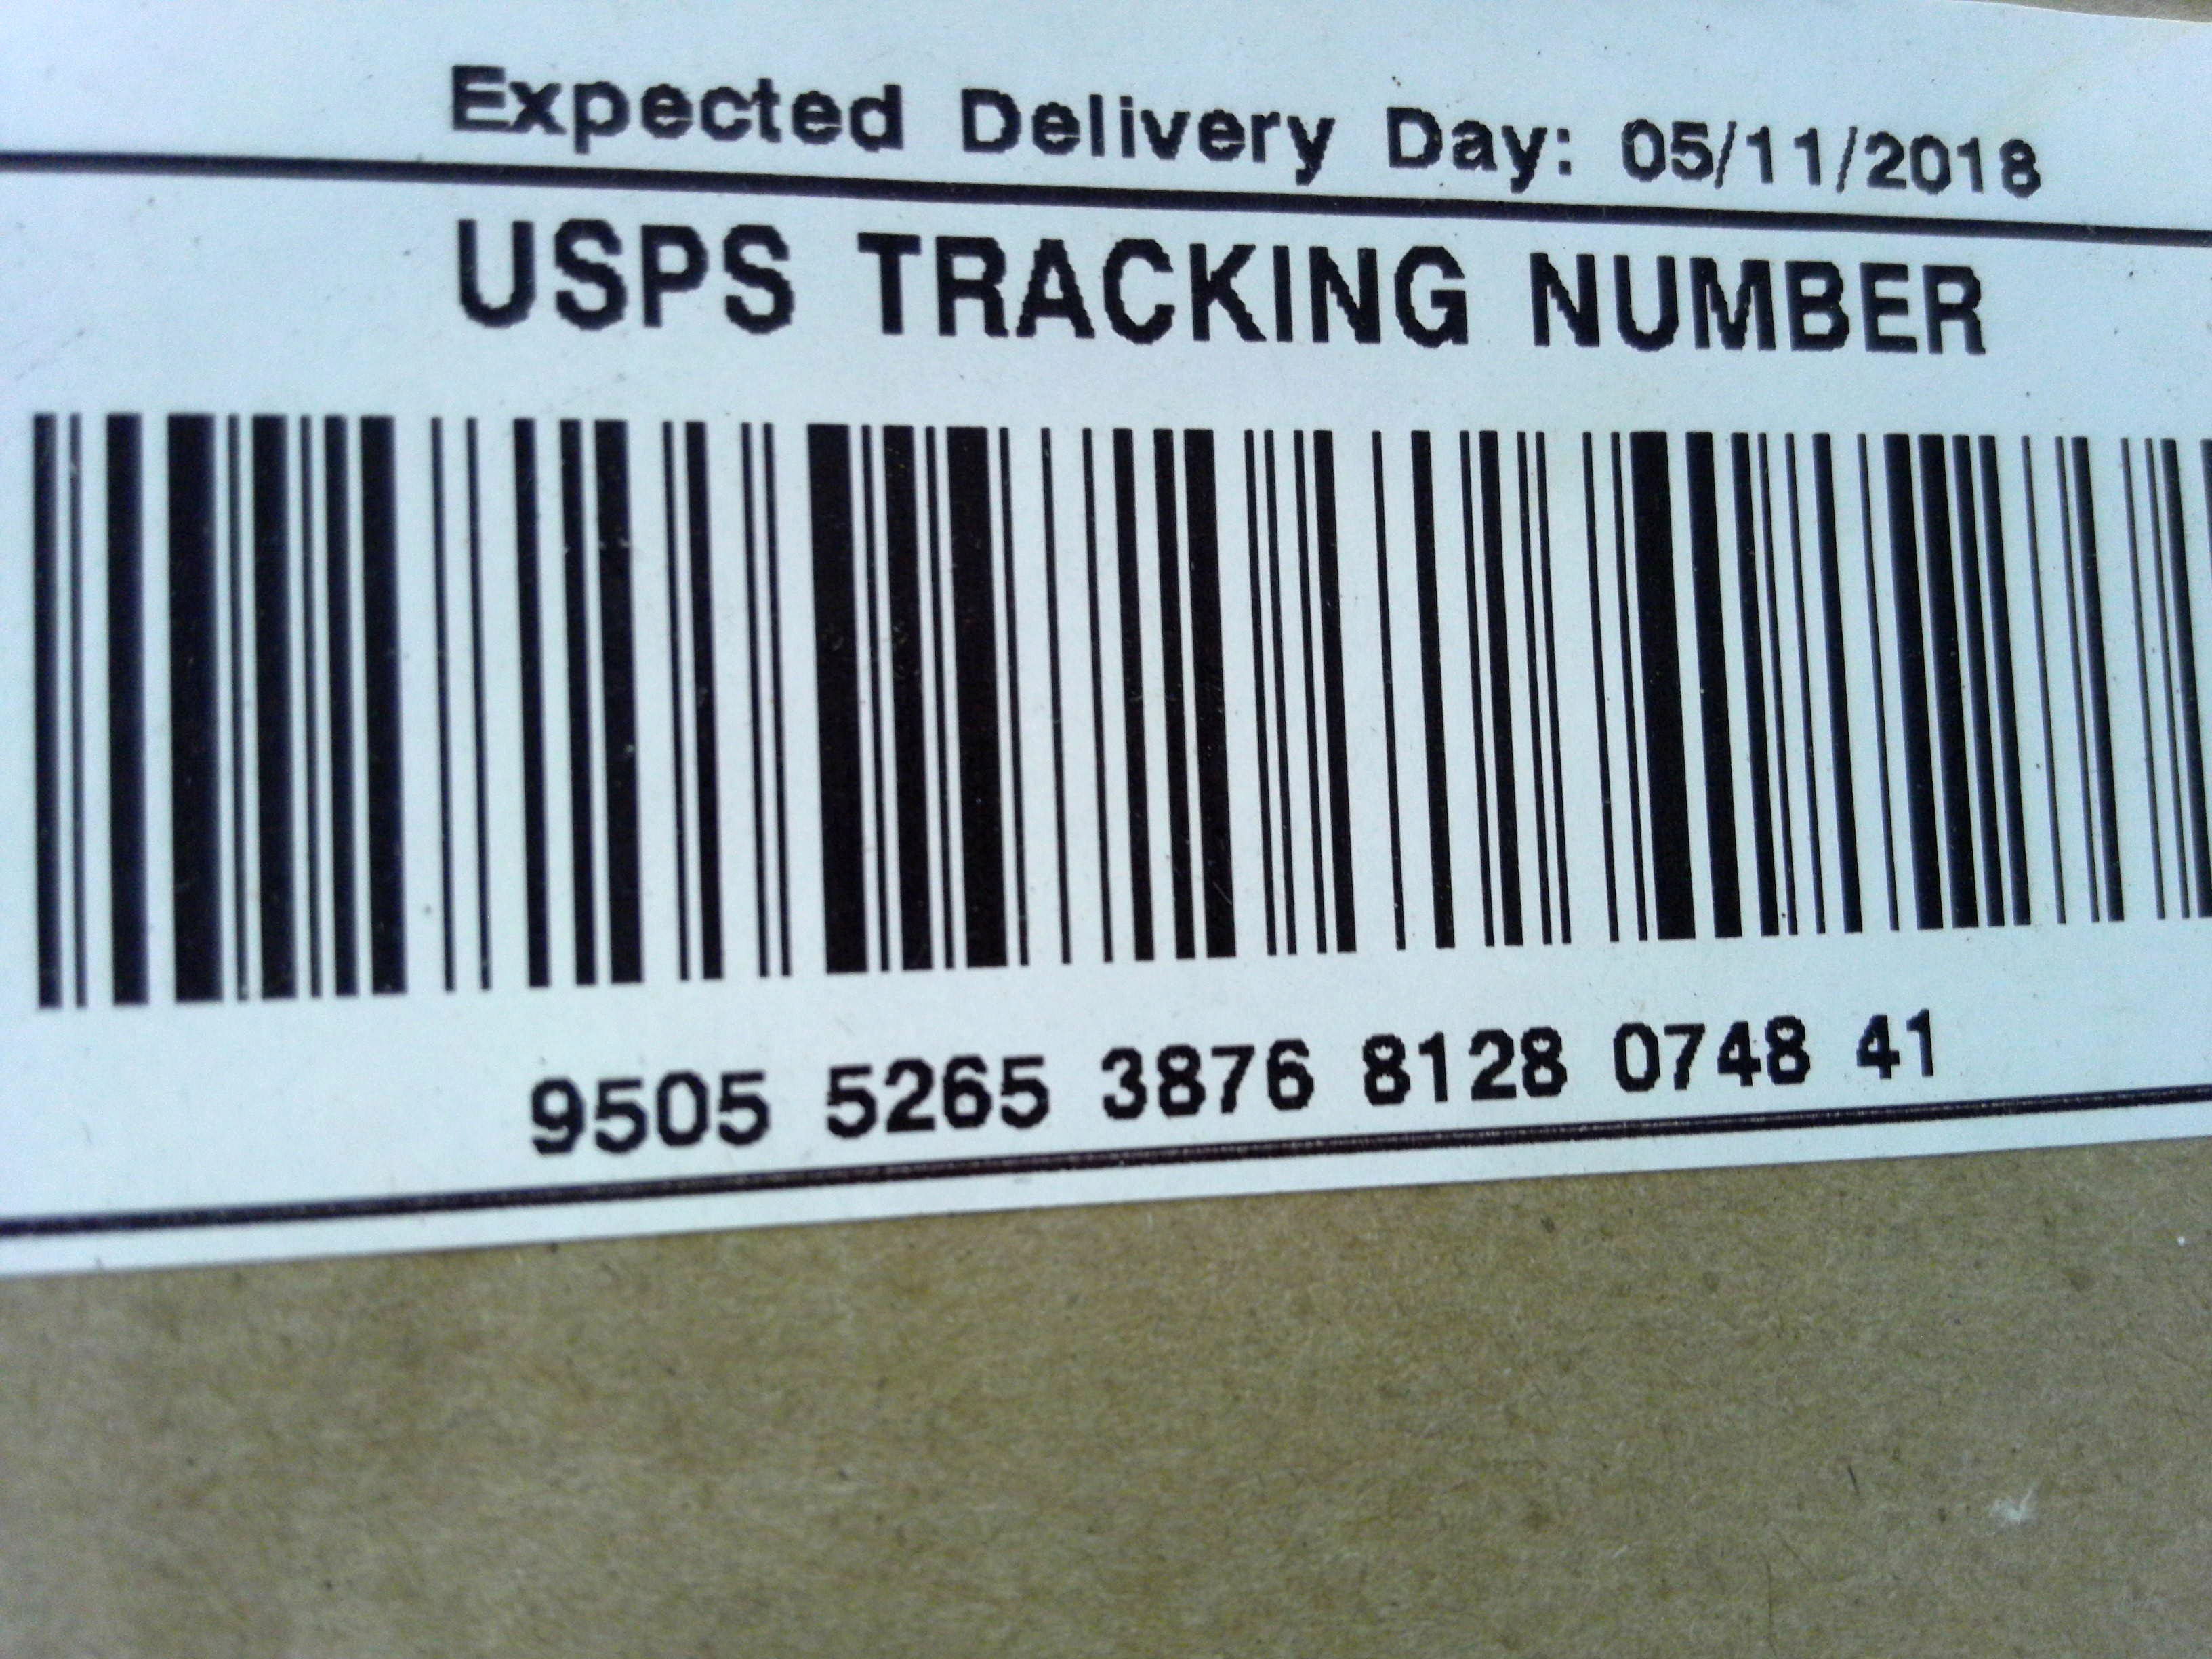 Expected Delivery Day: 05/11/2018
USPS TRACKING NUMBER
9505 5265 3876 8128 0748 41